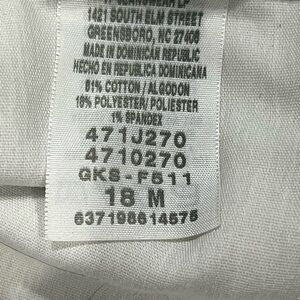 1421 SOUTH ELM STREET
GREENSBORO, NC 27406
MADE IN DOMINICAN REPUBLIC
HECHO EN REPUBLICA DOMINICANA
81% COTTON / ALGODON
18% POLYESTER/ POLIESTER
1% SPANDEX
471J270
4710270
GKS-F511
18 M
637198614575